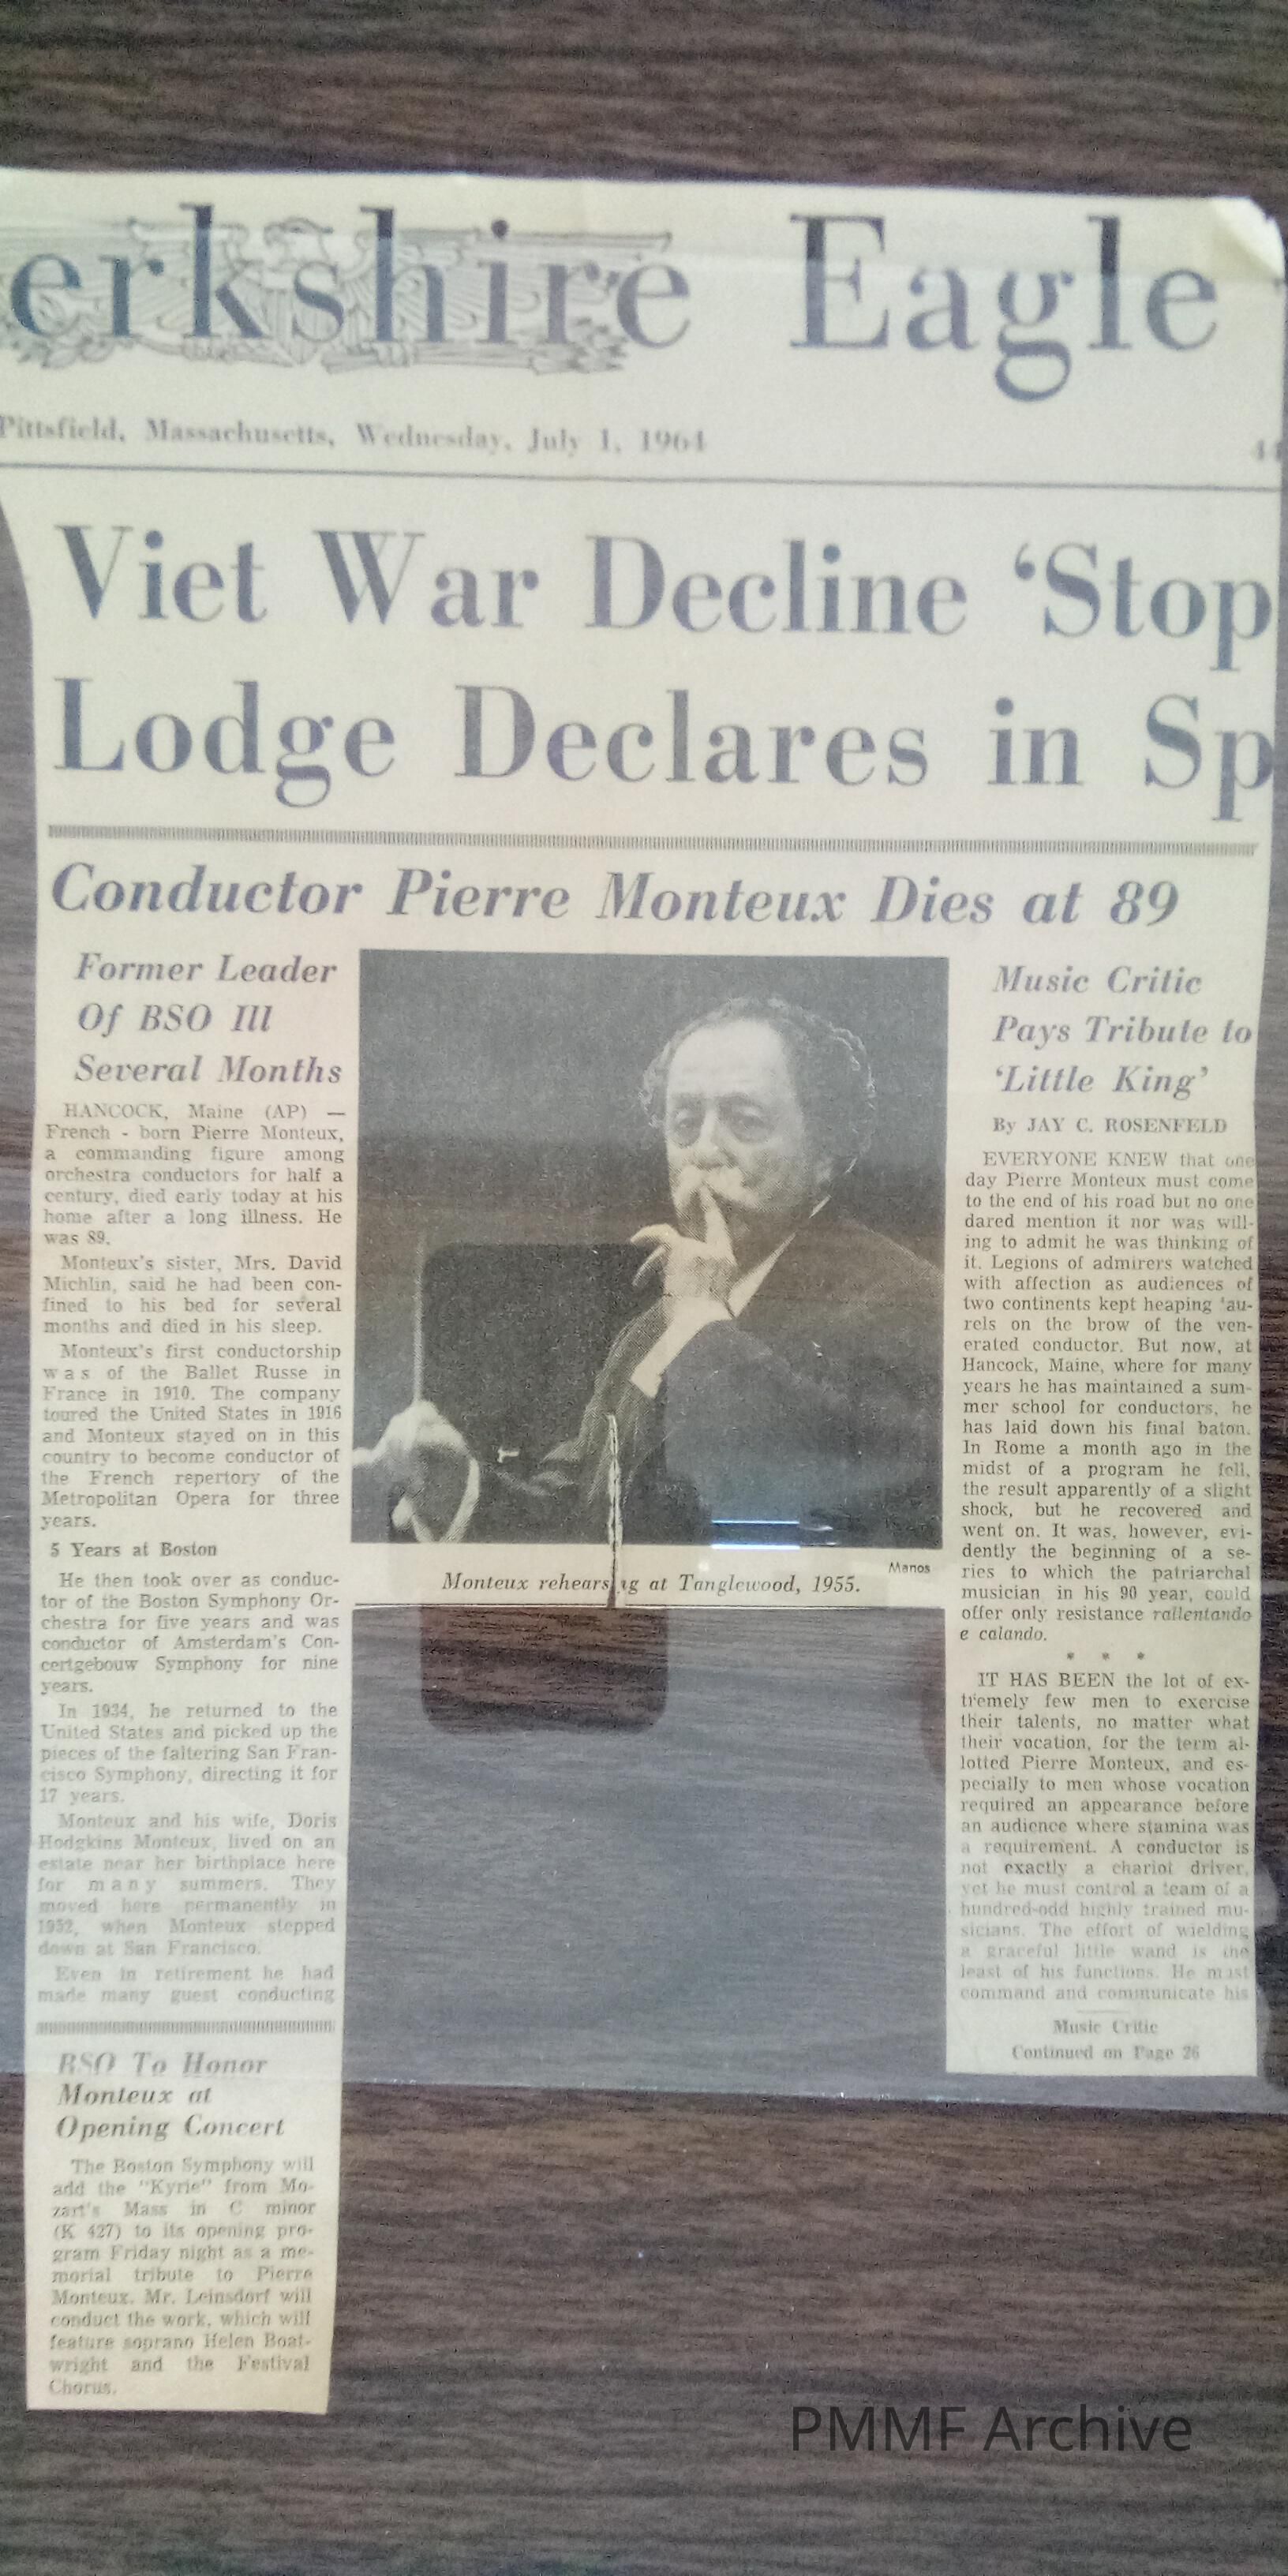 erkshire Eagle
Pittsfield, Massachusetts, Wednesday, July 1, 1964
Viet War Decline ‘Stop
Lodge Declares in Sp
Conductor Pierre Monteux Dies at 89
Former Leader
Of BSO Ill
Several Months
HANCOCK, Maine (AP) —
French - born Pierre Monteux,
a commanding figure among
orchestra conductors for half a
century, died early today at his
home after a long illness. He
was 89.
Monteux's sister, Mrs. David
Michlin, said he had been con-
fined to his bed for several
months and died in his sleep.
Monteux's first conductorship
was of the Ballet Russe in
France in 1910. The company
toured the United States in 1916
and Monteux stayed on in this
country to become conductor of
the French repertory of the
Metropolitan Opera for three
years.
5 Years at Boston
He then took over as conduc-
tor of the Boston Symphony Or-
chestra for five years and was
conductor of Amsterdam's Con-
certgebouw Symphony for nine
years.
In 1934, he returned to the
United States and picked up the
pieces of the faltering San Fran-
cisco Symphony, directing it for
17 years.
Monteux and his wife, Doris
Hodgkins Monteux, lived on an
estate near her birthplace here
for many summers. They
moved here permanently in
1952, when Monteux stepped
down at San Francisco.
Even in retirement he had
made many guest conducting
BSO To Honor
Monteux at
Opening Concert
The Boston Symphony will
add the "Kyrie" from Mo-
zart's Mass in C minor
(K 427) to its opening pro-
gram Friday night as a me-
morial tribute to Pierre
Monteux. Mr. Leinsdorf will
conduct the work, which will
feature soprano Helen Boat-
wright and the Festival
Chorus.
Manos
Monteux rehearsing at Tanglewood, 1955.
Music Critic
Pays Tribute to
‘Little King’
By JAY C. ROSENFELD
EVERYONE KNEW that one
day Pierre Monteux must come
to the end of his road but no one
dared mention it nor was will-
ing to admit he was thinking of
it. Legions of admirers watched
with affection as audiences of
two continents kept heaping 'au-
rels on the brow of the ven-
erated conductor. But now, at
Hancock, Maine, where for many
years he has maintained a sum-
mer school for conductors, he
has laid down his final baton.
In Rome a month ago in the
midst of a program he fell,
the result apparently of a slight
shock, but he recovered and
went on. It was, however, evi-
dently the beginning of a se-
ries to which the patriarchal
musician in his 90 year, could
offer only resistance rallentando
e calando.
* * *
IT HAS BEEN the lot of ex-
tremely few men to exercise
their talents, no matter what
their vocation, for the term al-
lotted Pierre Monteux, and es-
pecially to men whose vocation
required an appearance before
an audience where stamina was
a requirement. A conductor is
not exactly a chariot driver,
yet he must control a team of a
hundred-odd highly trained mu-
sicians. The effort of wielding
a graceful little wand is the
least of his functions. He must
command and communicate his
Music Critic
Continued on Page 26
PMMF Archive